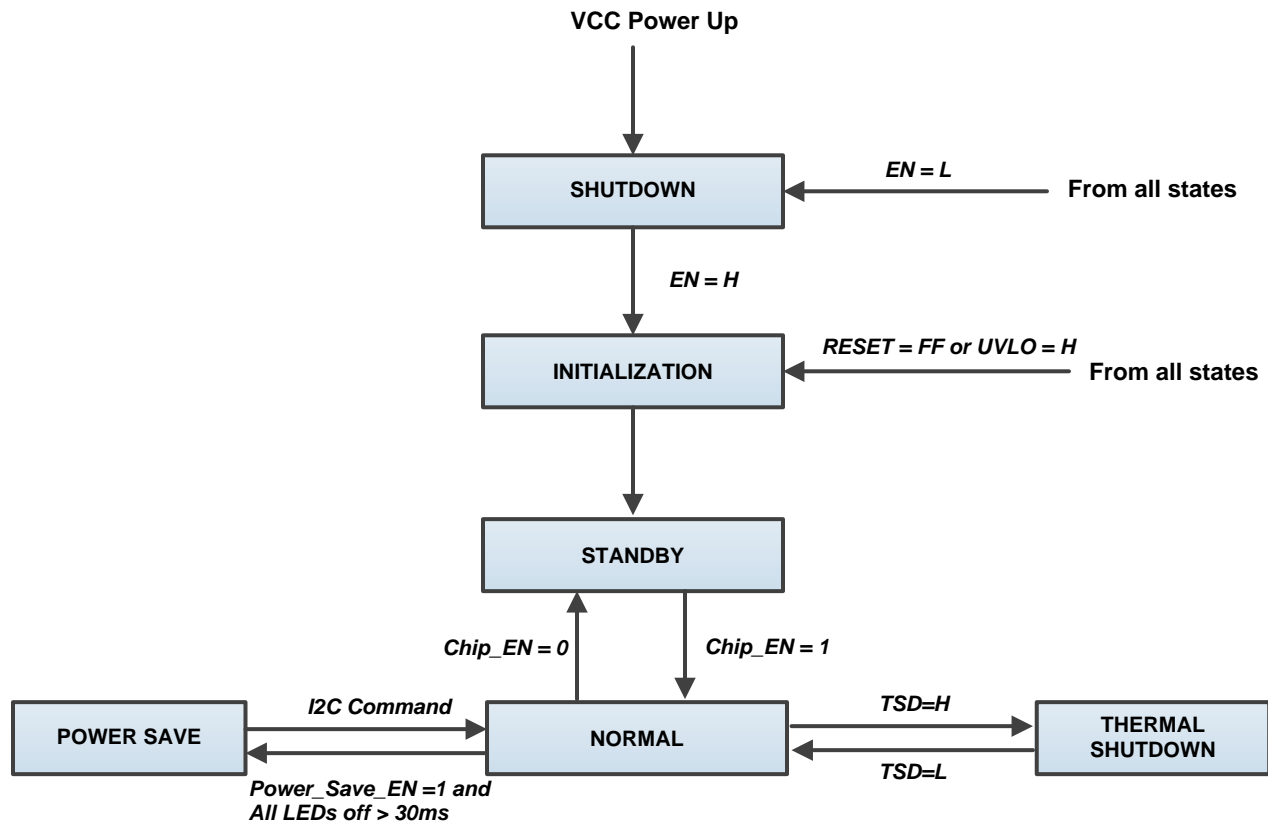 VCC Power Up
SHUTDOWN
EN = L
From all states
EN = H
INITIALIZATION
RESET = FF or UVLO = H
From all states
STANDBY
Chip_EN = 0
Chip_EN = 1
POWER SAVE
I2C Command
NORMAL
TSD=H
THERMAL
SHUTDOWN
TSD=L
Power_Save_EN =1 and
All LEDs off > 30ms